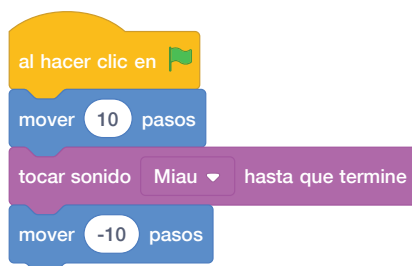 al hacer clic en
mover 10 pasos
tocar sonido Miau hasta que termine
mover -10 pasos